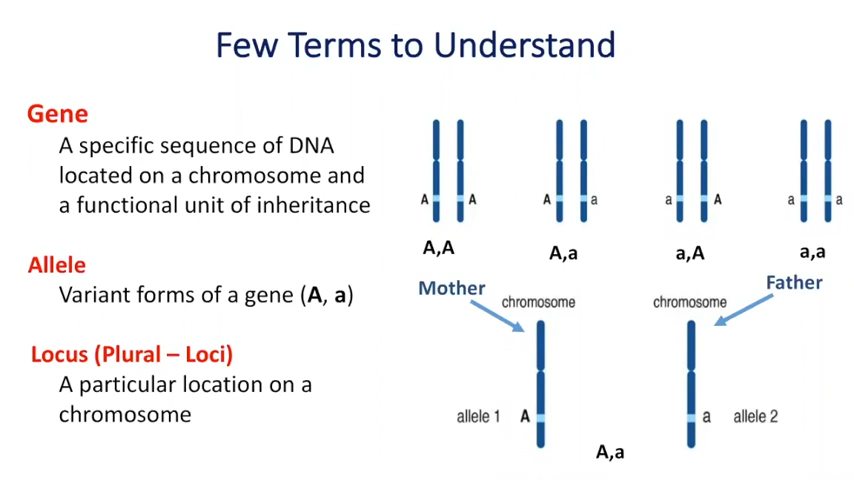 Few Terms to Understand
Gene
A specific sequence of DNA
located on a chromosome and
a functional unit of inheritance
Allele
Variant forms of a gene (A, a)
Locus (Plural – Loci)
A particular location on a
chromosome
A A A a a A a a
A,A A,a a,A a,a
Mother Father
chromosome chromosome
allele 1 A a allele 2
A,a